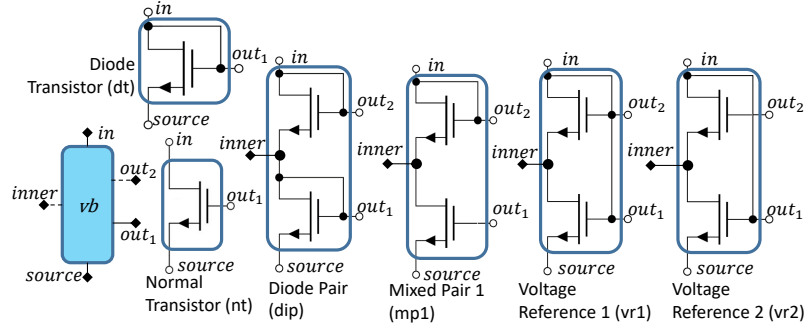 in
out1
Diode
Transistor (dt)
source
in
out2
inner
vb
out1
source
in
out1
source
Normal
Transistor (nt)
in
out2
inner
out1
source
Diode Pair
(dip)
in
out2
inner
out1
source
Mixed Pair 1
(mp1)
in
out2
inner
out1
source
Voltage
Reference 1 (vr1)
in
out2
inner
out1
source
Voltage
Reference 2 (vr2)